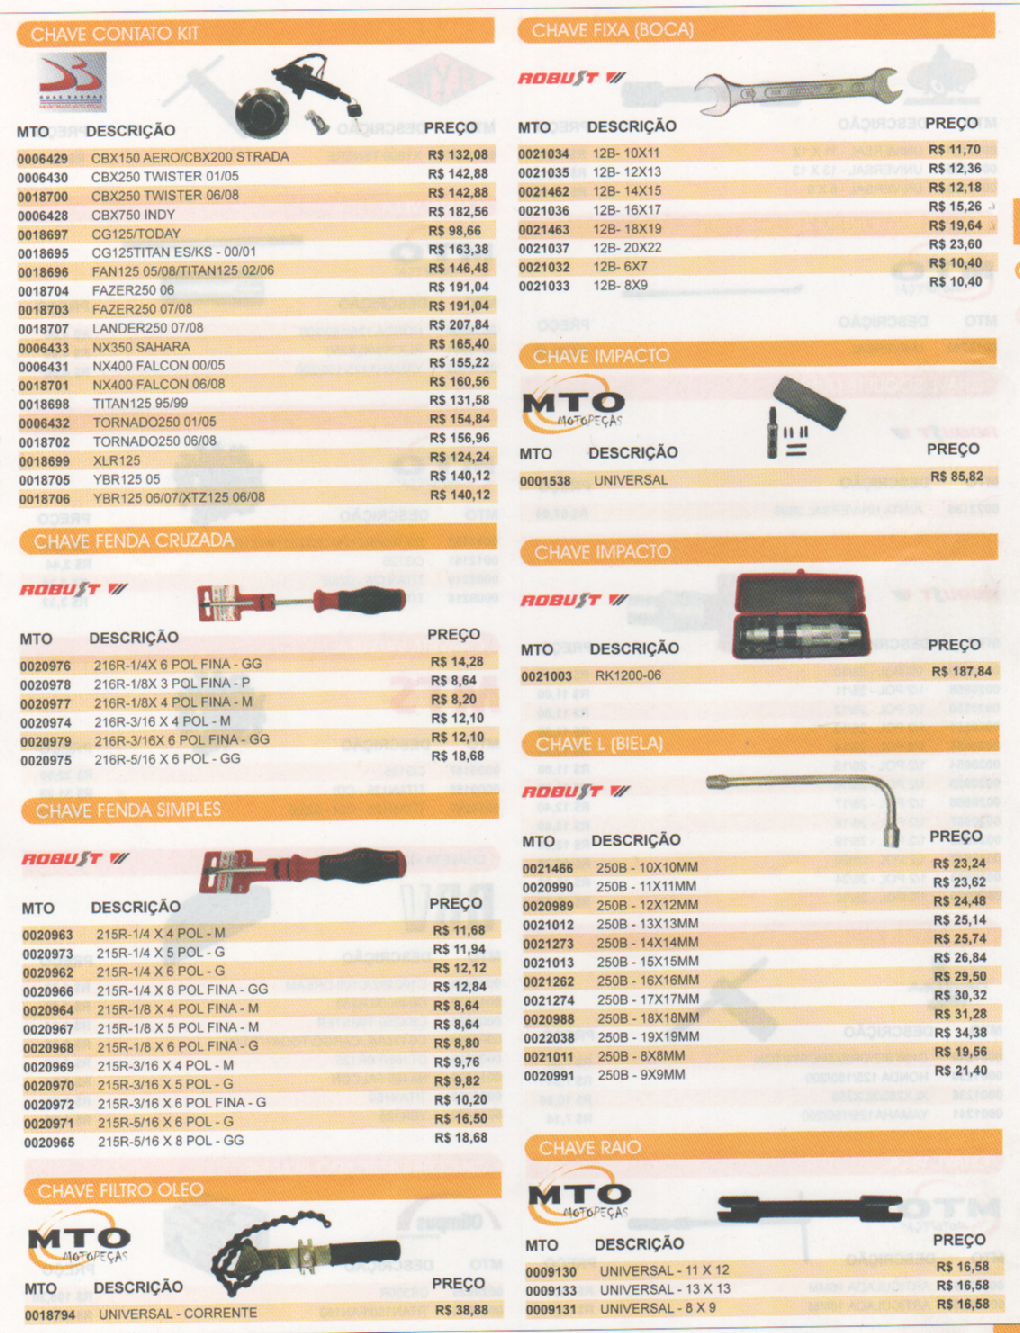 CHAVE CONTATO KIT
MTO DESCRIÇÃO PREÇO
0006429 CBX150 AERO/CBX200 STRADA R$ 132,08
0006430 CBX250 TWISTER 01/05 R$ 142,88
0018700 CBX250 TWISTER 06/08 R$ 142,88
0006428 CBX750 INDY R$ 182,56
0018697 CG125/TODAY R$ 98,66
0018695 CG125TITAN ES/KS - 00/01 R$ 163,38
0018696 FAN125 05/08/TITAN125 02/06 R$ 146,48
0018704 FAZER250 06 R$ 191,04
0018703 FAZER250 07/08 R$ 191,04
0018707 LANDER250 07/08 R$ 207,84
0006433 NX350 SAHARA R$ 165,40
0006431 NX400 FALCON 00/05 R$ 155,22
0018701 NX400 FALCON 06/08 R$ 160,56
0018698 TITAN125 95/99 R$ 131,58
0006432 TORNADO250 01/05 R$ 154,84
0018702 TORNADO250 06/08 R$ 156,96
0018699 XLR125 R$ 124,24
0018705 YBR125 05 R$ 140,12
0018706 YBR125 06/07/XTZ125 06/08 R$ 140,12
CHAVE FENDA CRUZADA
ROBUST
MTO DESCRIÇÃO PREÇO
0020976 216R-1/4X 6 POL FINA - GG R$ 14,28
0020978 216R-1/8X 3 POL FINA - P R$ 8,64
0020977 216R-1/8X 4 POL FINA - M R$ 8,20
0020974 216R-3/16 X 4 POL - M R$ 12,10
0020979 216R-3/16X 6 POL FINA - GG R$ 12,10
0020975 216R-5/16 X 6 POL - GG R$ 18,68
CHAVE FENDA SIMPLES
ROBUST
MTO DESCRIÇÃO PREÇO
0020963 215R-1/4 X 4 POL - M R$ 11,68
0020973 215R-1/4 X 5 POL - G R$ 11,94
0020962 215R-1/4 X 6 POL - G R$ 12,12
0020966 215R-1/4 X 8 POL FINA - GG R$ 12,84
0020964 215R-1/8 X 4 POL FINA - M R$ 8,64
0020967 215R-1/8 X 5 POL FINA - M R$ 8,64
0020968 215R-1/8 X 6 POL FINA - G R$ 8,80
0020969 215R-3/16 X 4 POL - M R$ 9,76
0020970 215R-3/16 X 5 POL - G R$ 9,82
0020972 215R-3/16 X 6 POL FINA - G R$ 10,20
0020971 215R-5/16 X 6 POL - G R$ 16,50
0020965 215R-5/16 X 8 POL - GG R$ 18,68
CHAVE FILTRO OLEO
MTO
MOTOPEÇAS
MTO DESCRIÇÃO PREÇO
0018794 UNIVERSAL - CORRENTE R$ 38,88
CHAVE FIXA (BOCA)
ROBUST
MTO DESCRIÇÃO PREÇO
0021034 12B- 10X11 R$ 11,70
0021035 12B- 12X13 R$ 12,36
0021462 12B- 14X15 R$ 12,18
0021036 12B- 16X17 R$ 15,26
0021463 12B- 18X19 R$ 19,64
0021037 12B- 20X22 R$ 23,60
0021032 12B- 6X7 R$ 10,40
0021033 12B- 8X9 R$ 10,40
CHAVE IMPACTO
MTO
MOTOPEÇAS
MTO DESCRIÇÃO PREÇO
0001538 UNIVERSAL R$ 85,82
CHAVE IMPACTO
ROBUST
MTO DESCRIÇÃO PREÇO
0021003 RK1200-06 R$ 187,84
CHAVE L (BIELA)
ROBUST
MTO DESCRIÇÃO PREÇO
0021466 250B - 10X10MM R$ 23,24
0020990 250B - 11X11MM R$ 23,62
0020989 250B - 12X12MM R$ 24,48
0021012 250B - 13X13MM R$ 25,14
0021273 250B - 14X14MM R$ 25,74
0021013 250B - 15X15MM R$ 26,84
0021262 250B - 16X16MM R$ 29,50
0021274 250B - 17X17MM R$ 30,32
0020988 250B - 18X18MM R$ 31,28
0022038 250B - 19X19MM R$ 34,38
0021011 250B - 8X8MM R$ 19,56
0020991 250B - 9X9MM R$ 21,40
CHAVE RAIO
MTO
MOTOPEÇAS
MTO DESCRIÇÃO PREÇO
0009130 UNIVERSAL - 11 X 12 R$ 16,58
0009133 UNIVERSAL - 13 X 13 R$ 16,58
0009131 UNIVERSAL - 8 X 9 R$ 16,58